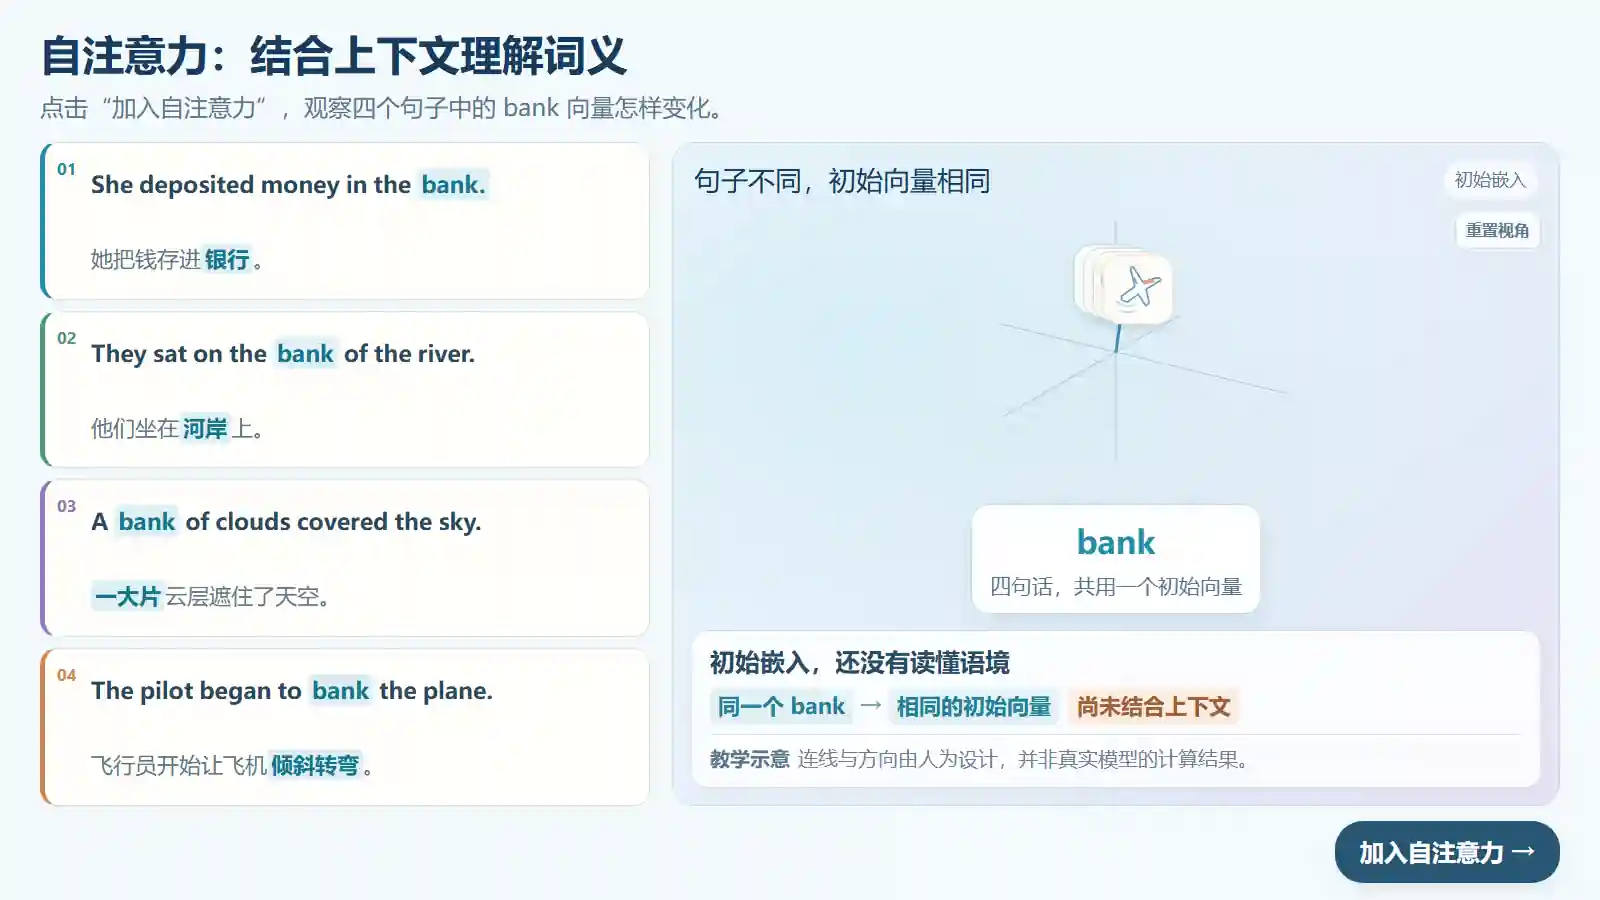 自注意力：结合上下文理解词义
点击“加入自注意力“，观察四个句子中的 bank 向量怎样变化。
01
She deposited money in the bank.
她把钱存进银行。
02
They sat on the bank of the river.
他们坐在河岸上。
03
A bank of clouds covered the sky.
一大片云层遮住了天空。
04
The pilot began to bank the plane.
飞行员开始让飞机倾斜转弯。
句子不同，初始向量相同
初始嵌入
重置视角
bank
四句话，共用一个初始向量
初始嵌入，还没有读懂语境
同一个 bank → 相同的初始向量 尚未结合上下文
教学示意 连线与方向由人为设计，并非真实模型的计算结果。
加入自注意力 →